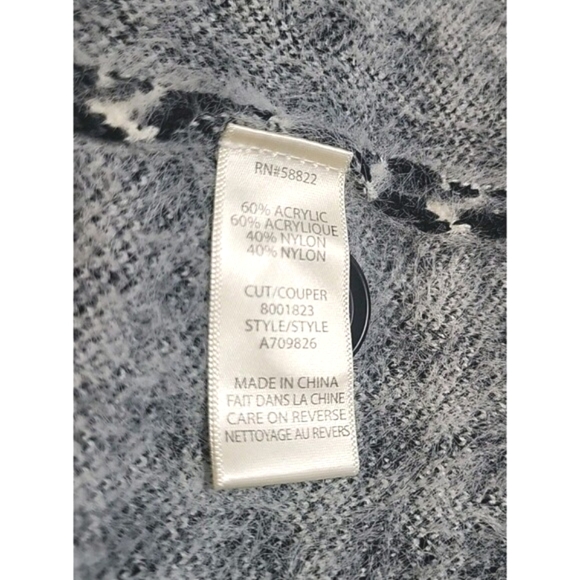 RN#58822
60% ACRYLIC
60% ACRYLIQUE
40% NYLON
40% NYLON
CUT/COUPER
8001823
STYLE/STYLE
A709826
MADE IN CHINA
FAIT DANS LA CHINE
CARE ON REVERSE
NETTOYAGE AU REVERS